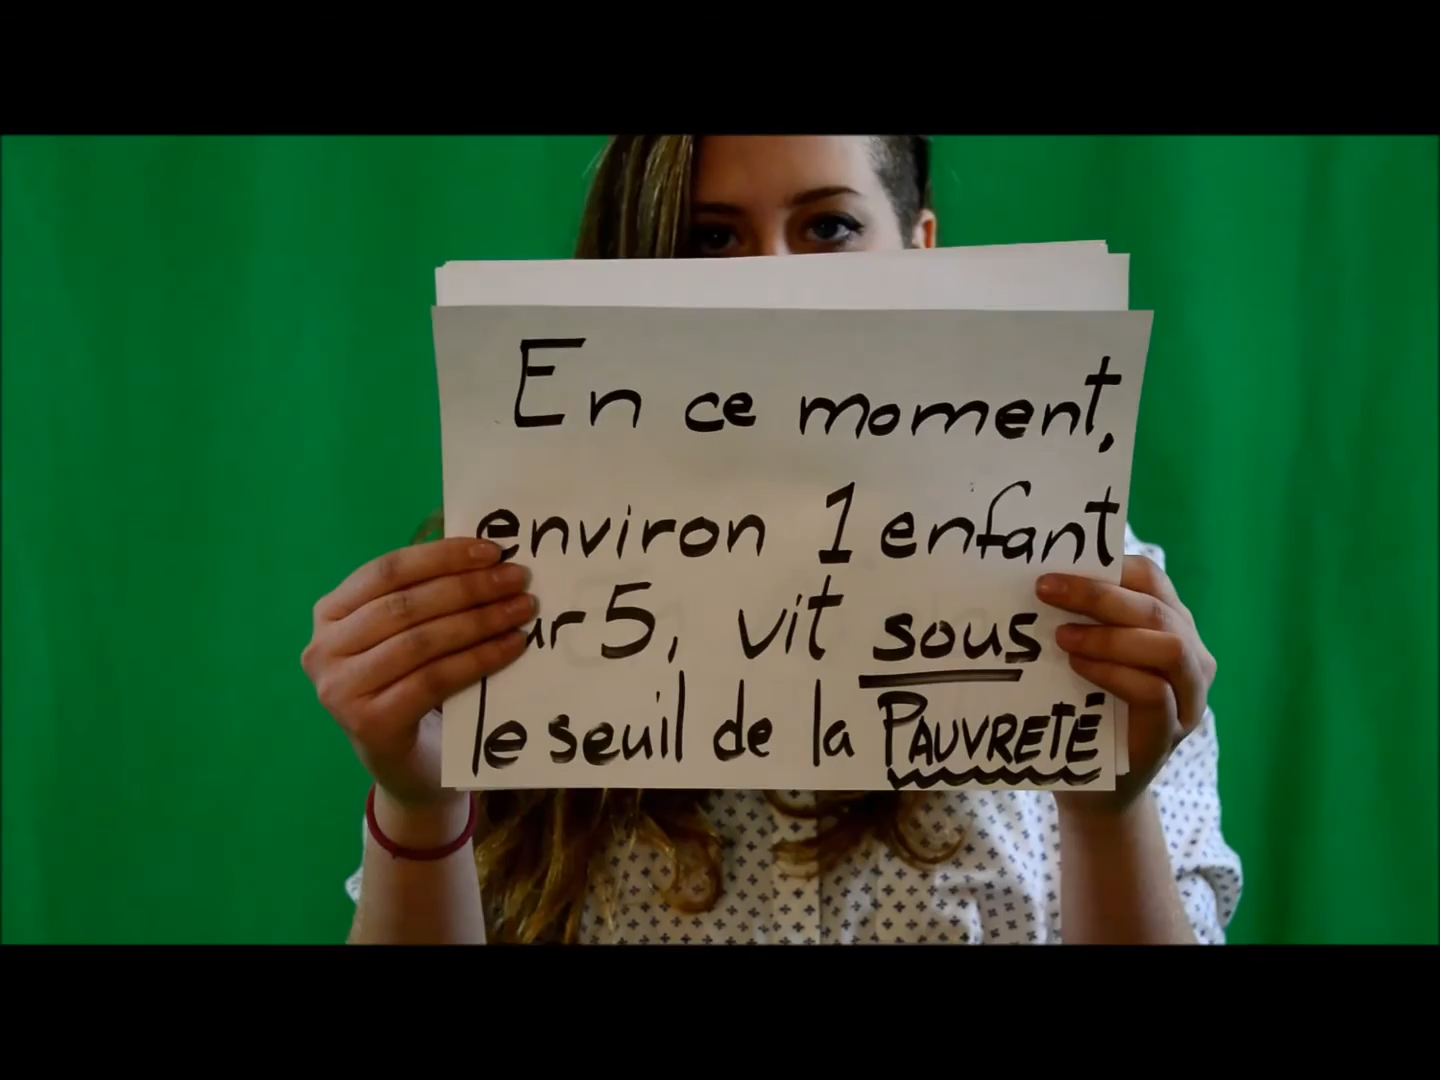 En ce moment,
environ 1 enfant
ur 5, vit sous
le seuil de la PAUVRETÉ